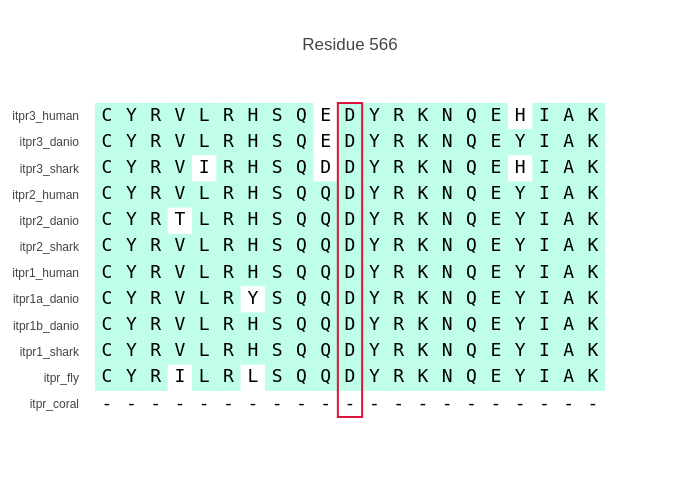 Residue 566
itpr3_human C Y R V L R H S Q E D Y R K N Q E H I A K
itpr3_danio C Y R V L R H S Q E D Y R K N Q E Y I A K
itpr3_shark C Y R V I R H S Q D D Y R K N Q E H I A K
itpr2_human C Y R V L R H S Q Q D Y R K N Q E Y I A K
itpr2_danio C Y R T L R H S Q Q D Y R K N Q E Y I A K
itpr2_shark C Y R V L R H S Q Q D Y R K N Q E Y I A K
itpr1_human C Y R V L R H S Q Q D Y R K N Q E Y I A K
itpr1a_danio C Y R V L R Y S Q Q D Y R K N Q E Y I A K
itpr1b_danio C Y R V L R H S Q Q D Y R K N Q E Y I A K
itpr1_shark C Y R V L R H S Q Q D Y R K N Q E Y I A K
itpr_fly C Y R I L R L S Q Q D Y R K N Q E Y I A K
itpr_coral - - - - - - - - - - - - - - - - - - - - -